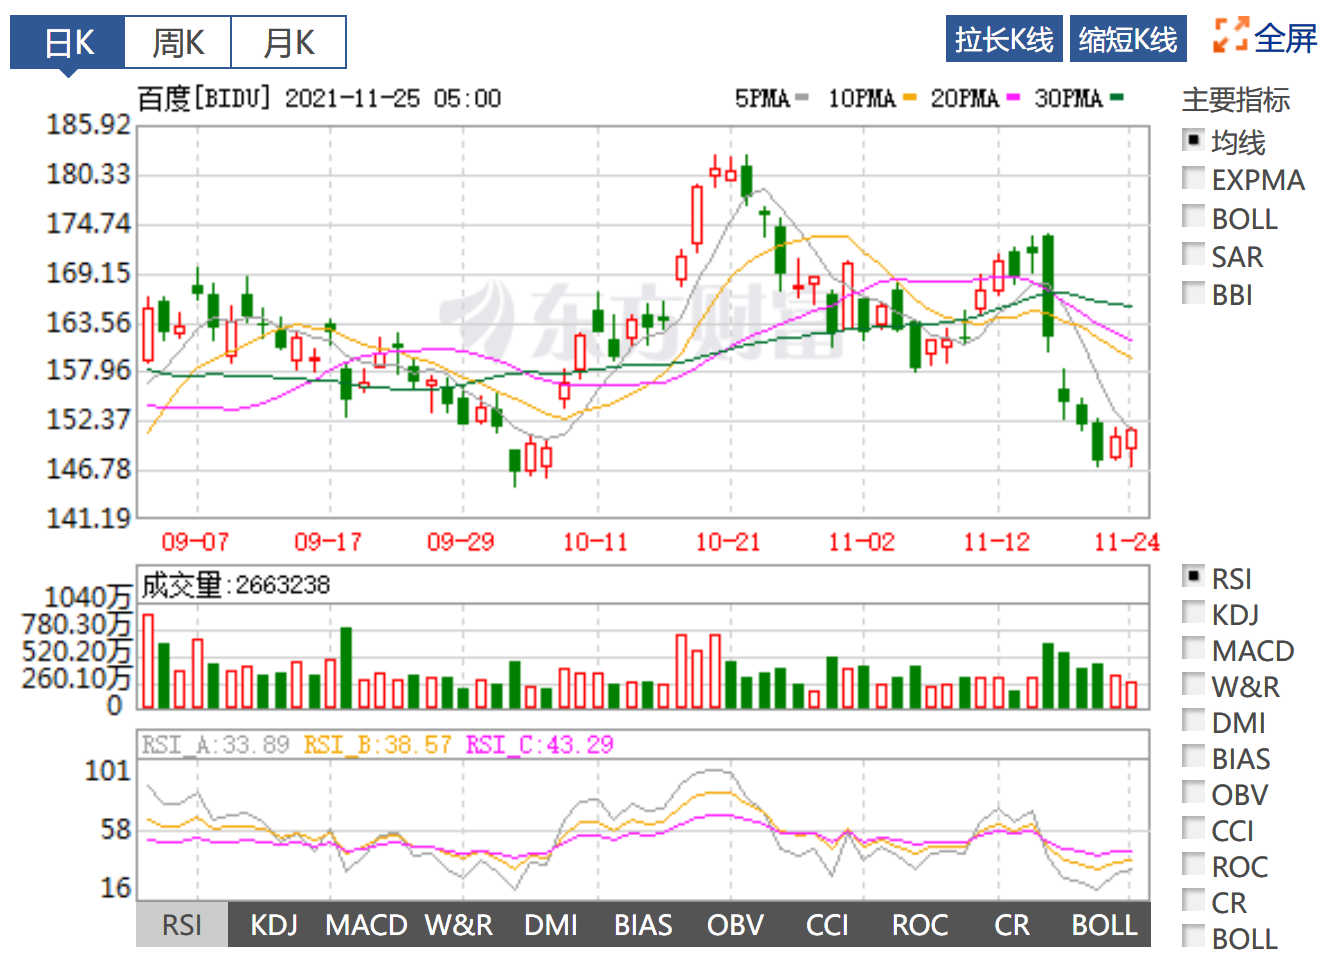 日K 周K 月K 拉长K线 缩短K线 全屏
百度[BIDU] 2021-11-25 05:00 5PMA 10PMA 20PMA 30PMA
主要指标
均线
EXPMA
BOLL
SAR
BBI
185.92
180.33
174.74
169.15
163.56
157.96
152.37
146.78
141.19
东方财富
09-07 09-17 09-29 10-11 10-21 11-02 11-12 11-24
成交量:2663238
1040万
780.30万
520.20万
260.10万
0
RSI_A:33.89 RSI_B:38.57 RSI_C:43.29
101
58
16
RSI
KDJ
MACD
W&R
DMI
BIAS
OBV
CCI
ROC
CR
BOLL
RSI KDJ MACD W&R DMI BIAS OBV CCI ROC CR BOLL